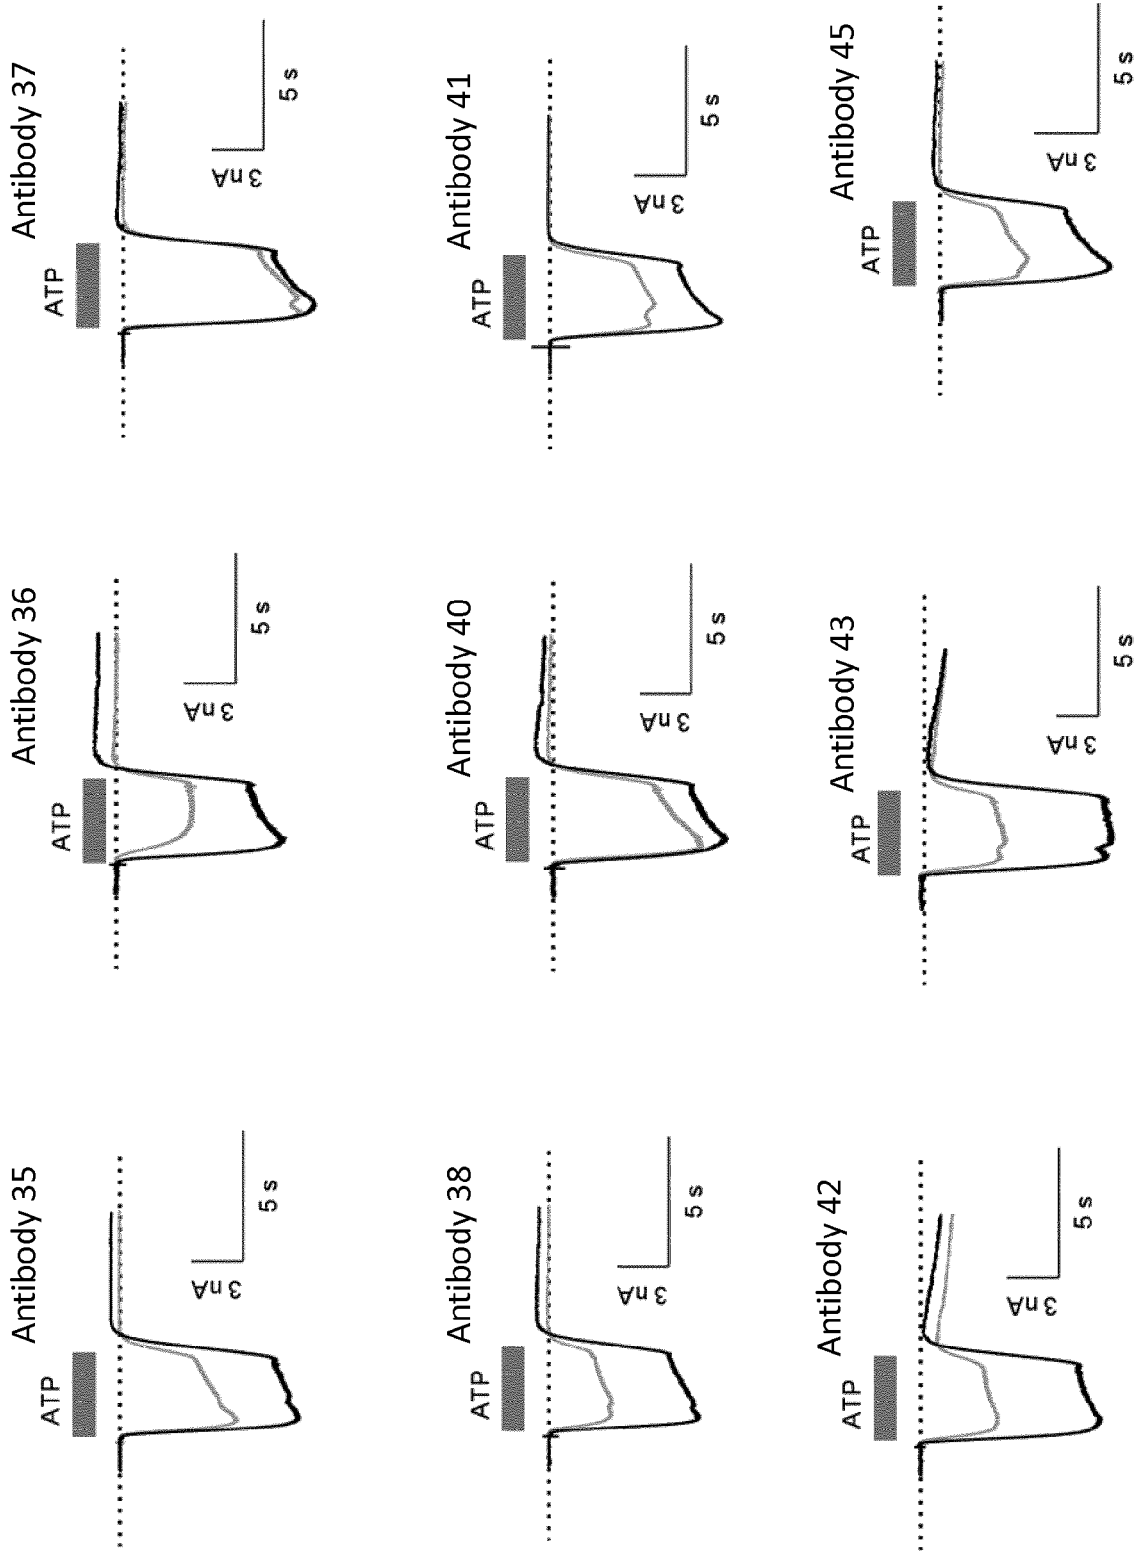 Antibody 35
ATP
3 nA
5 s
Antibody 36
ATP
3 nA
5 s
Antibody 37
ATP
3 nA
5 s
Antibody 38
ATP
3 nA
5 s
Antibody 40
ATP
3 nA
5 s
Antibody 41
ATP
3 nA
5 s
Antibody 42
ATP
3 nA
5 s
Antibody 43
ATP
3 nA
5 s
Antibody 45
ATP
3 nA
5 s